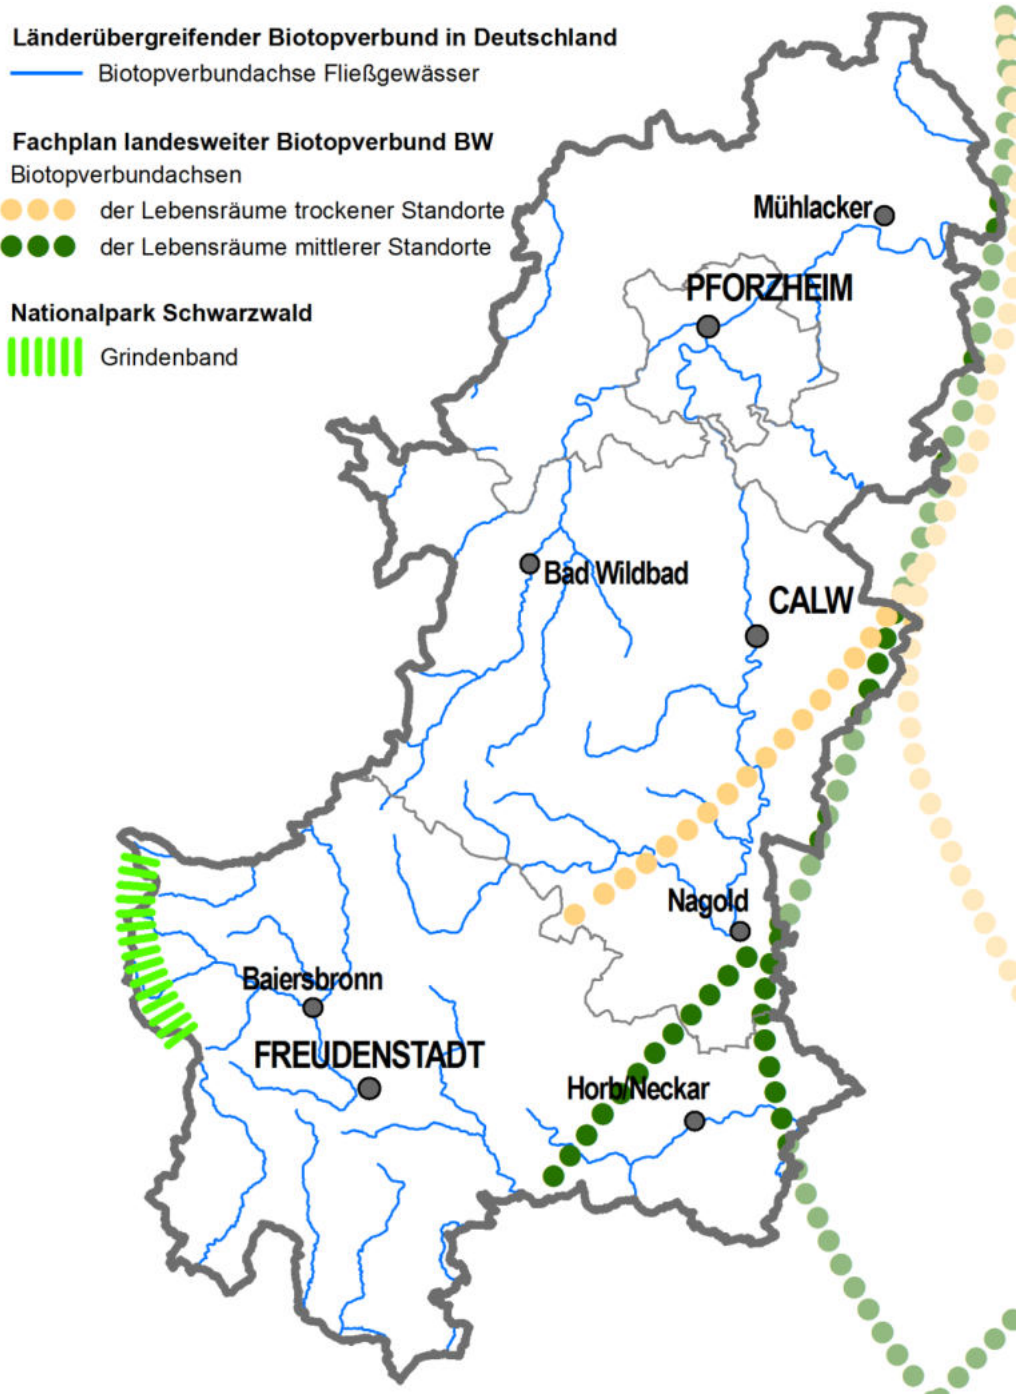 Länderübergreifender Biotopverbund in Deutschland
Biotopverbundachse Fließgewässer
Fachplan landesweiter Biotopverbund BW
Biotopverbundachsen
der Lebensräume trockener Standorte
der Lebensräume mittlerer Standorte
Nationalpark Schwarzwald
Grindenband
Mühlacker
PFORZHEIM
Bad Wildbad
CALW
Nagold
Baiersbronn
FREUDENSTADT
Horb/Neckar